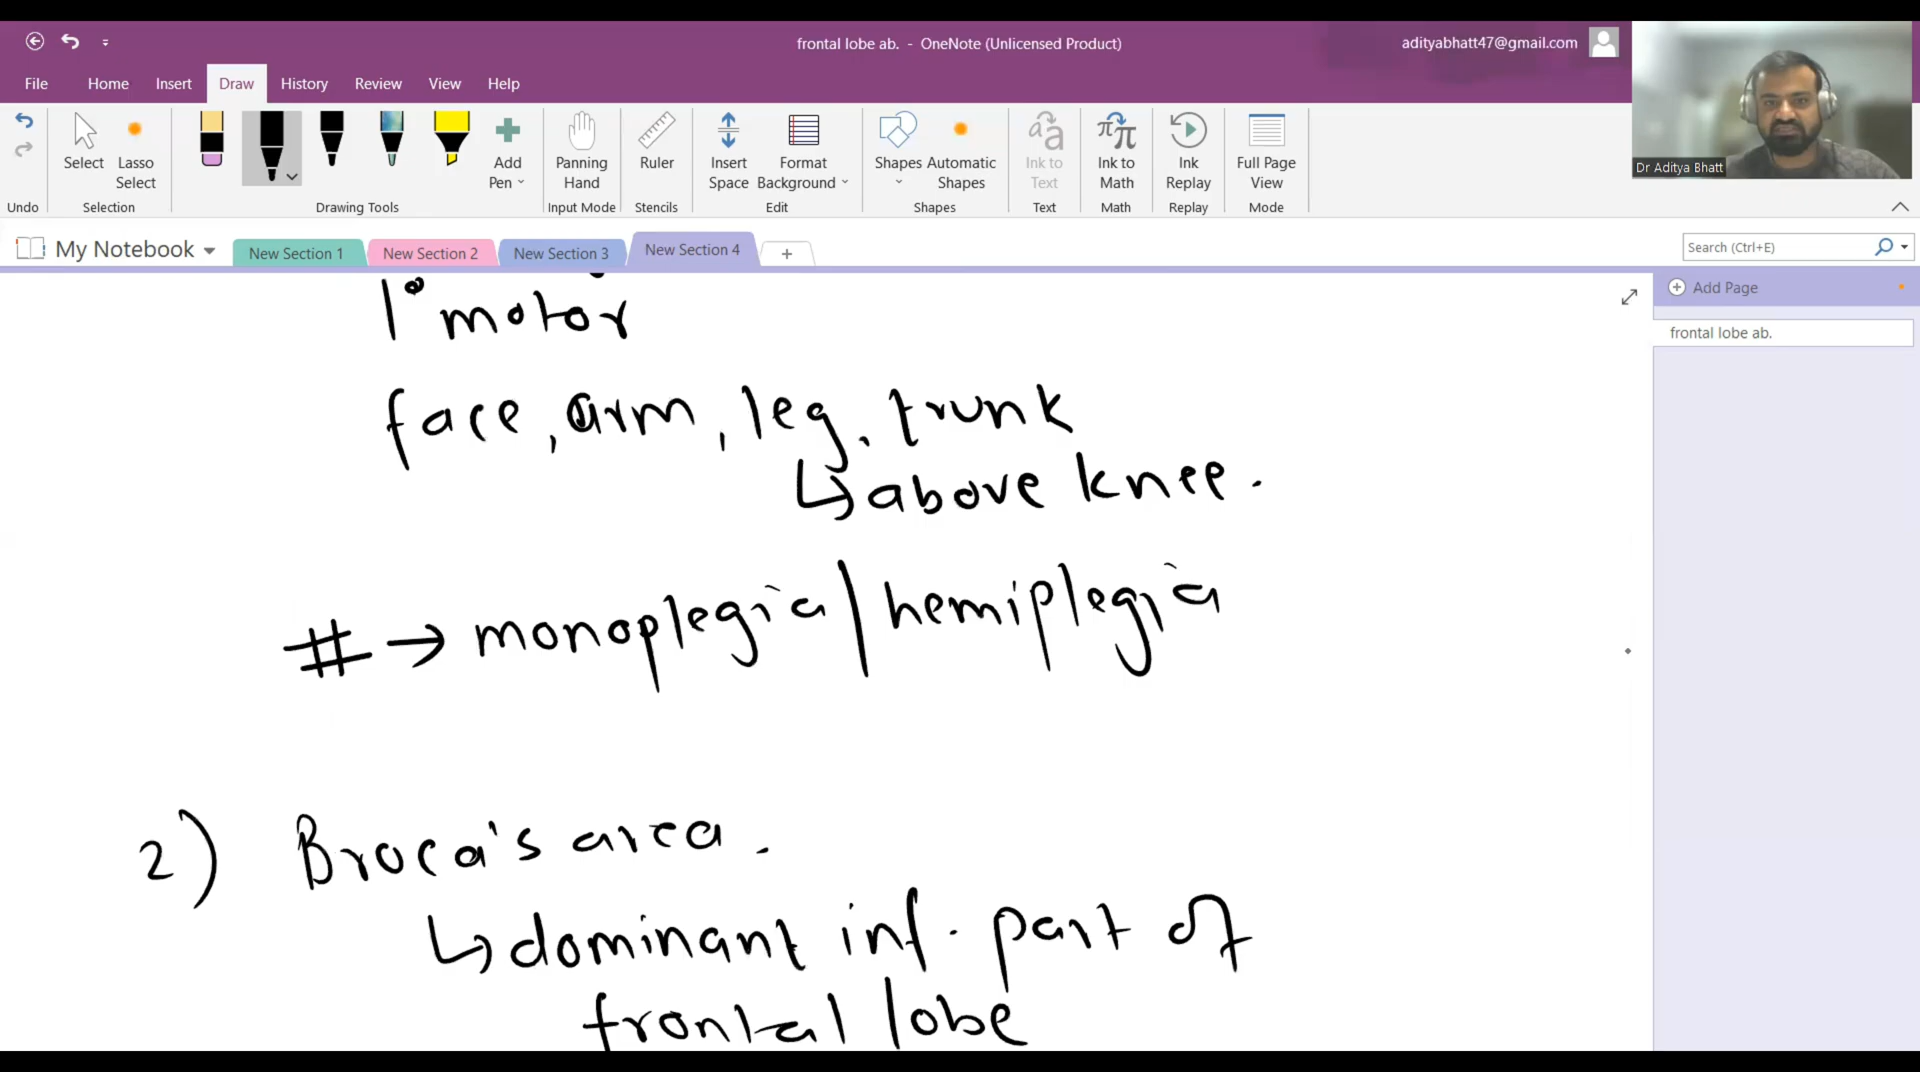 frontal lobe ab. - OneNote (Unlicensed Product)
adityabhatt47@gmail.com
File Home Insert Draw History Review View Help
Select
Lasso Select
Add Pen
Panning Hand
Ruler
Insert Space
Format Background
Shapes
Automatic Shapes
Ink to Text
Ink to Math
Ink Replay
Full Page View
Dr Aditya Bhatt
Undo Selection Drawing Tools Input Mode Stencils Edit Shapes Text Math Replay Mode
My Notebook New Section 1 New Section 2 New Section 3 New Section 4
Search (Ctrl+E)
Add Page
frontal lobe ab.
1° motor
face, arm, leg, trunk
↳ above knee.
# → monoplegia / hemiplegia
2) Broca's area.
↳ dominant inf. part of
frontal lobe